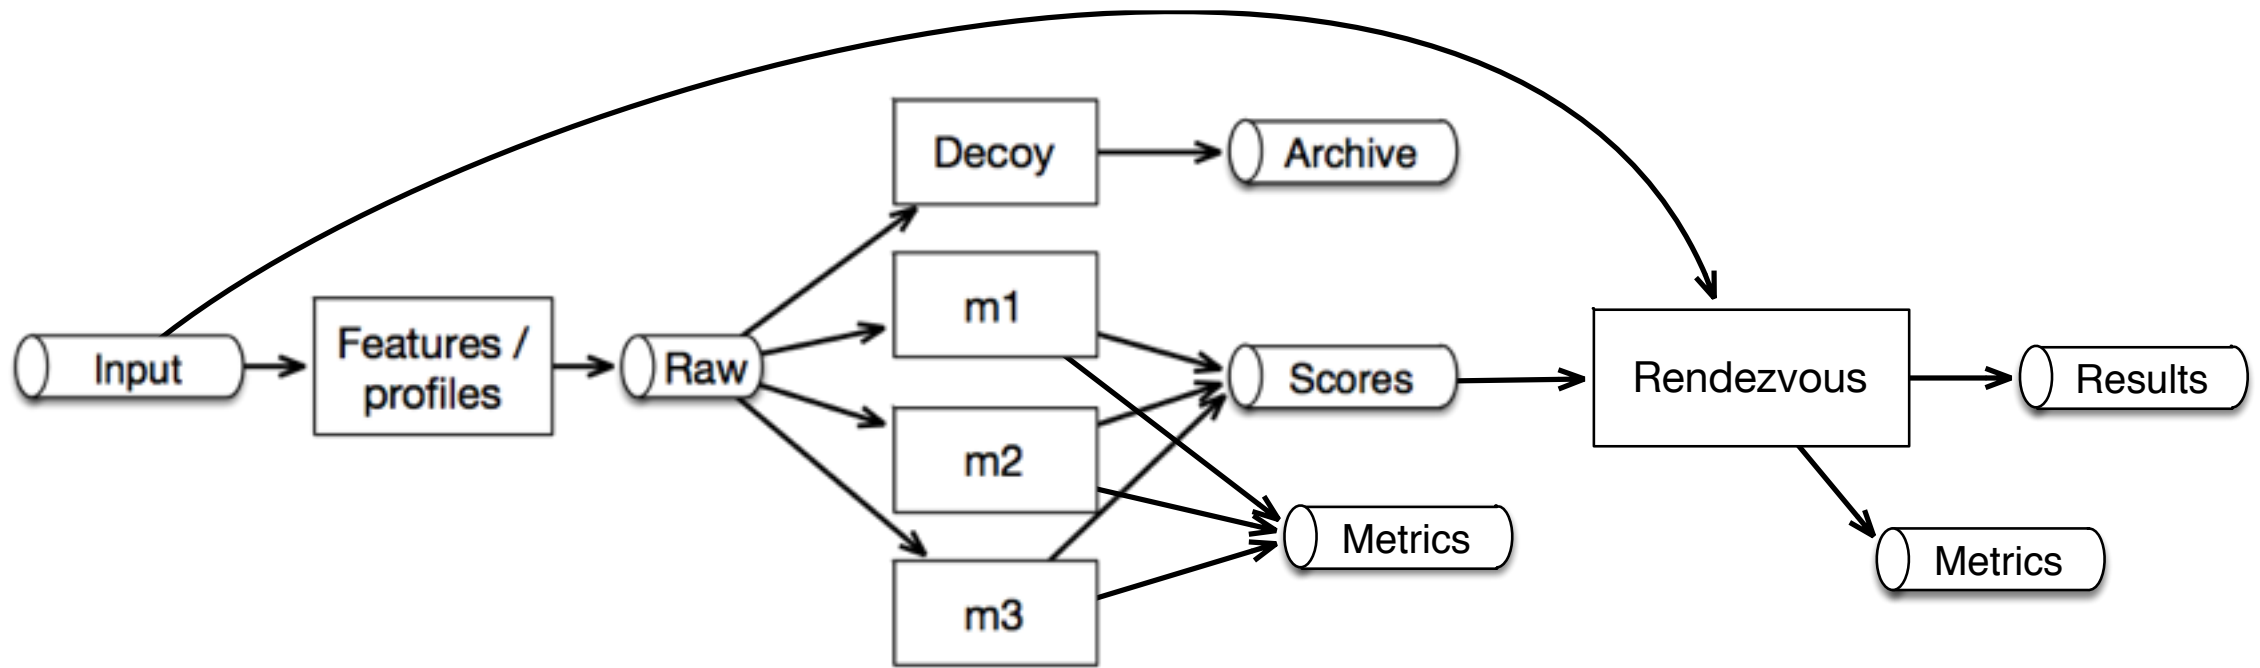 Decoy
Archive
m1
Input
Features /
profiles
Raw
Scores
Rendezvous
Results
m2
Metrics
Metrics
m3